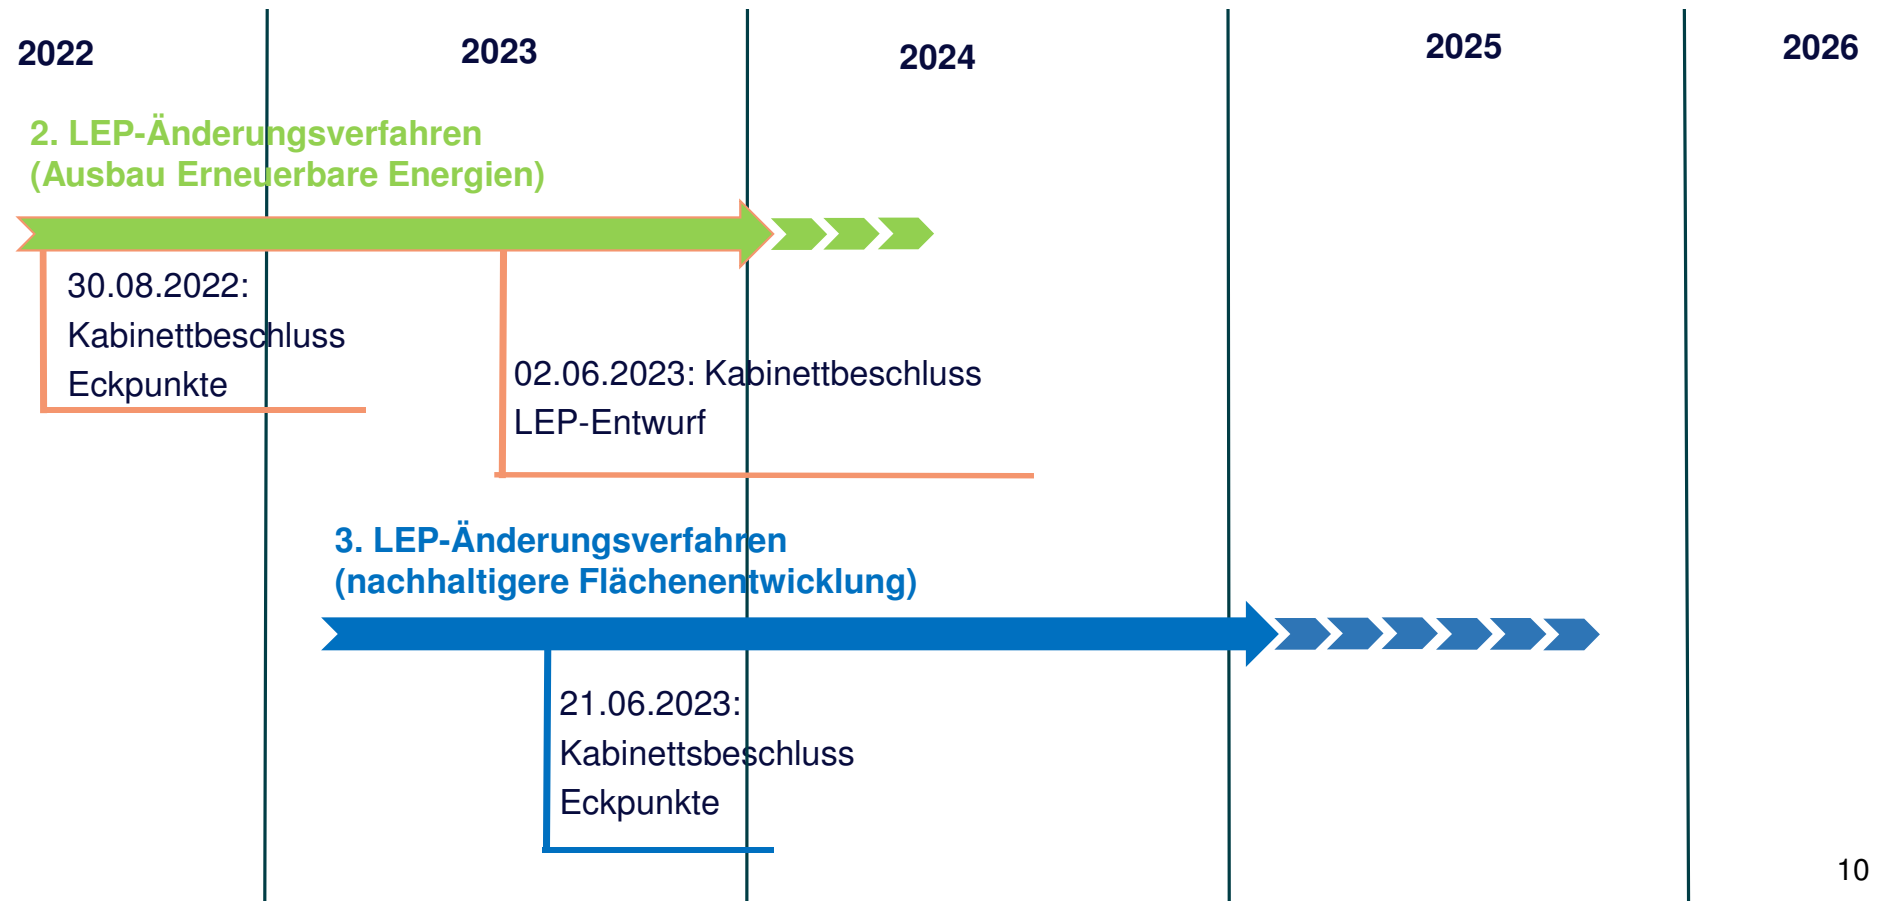 2022
2023
2024
2025
2026
2. LEP-Änderungsverfahren
(Ausbau Erneuerbare Energien)
30.08.2022:
Kabinettbeschluss
Eckpunkte
02.06.2023: Kabinettbeschluss
LEP-Entwurf
3. LEP-Änderungsverfahren
(nachhaltigere Flächenentwicklung)
21.06.2023:
Kabinettsbeschluss
Eckpunkte
10